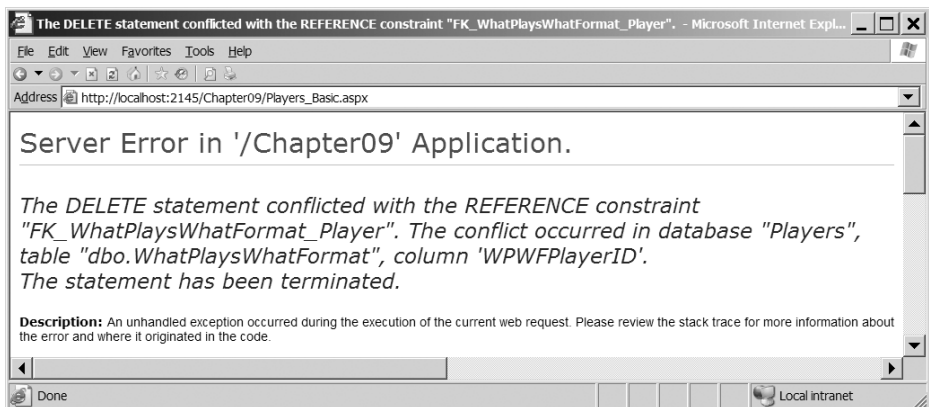 The DELETE statement conflicted with the REFERENCE constraint "FK_WhatPlaysWhatFormat_Player". - Microsoft Internet Expl...
File Edit View Favorites Tools Help
Address http://localhost:2145/Chapter09/Players_Basic.aspx
Server Error in '/Chapter09' Application.
The DELETE statement conflicted with the REFERENCE constraint
"FK_WhatPlaysWhatFormat_Player". The conflict occurred in database "Players",
table "dbo.WhatPlaysWhatFormat", column 'WPWFPlayerID'.
The statement has been terminated.
Description: An unhandled exception occurred during the execution of the current web request. Please review the stack trace for more information about
the error and where it originated in the code.
Done Local intranet